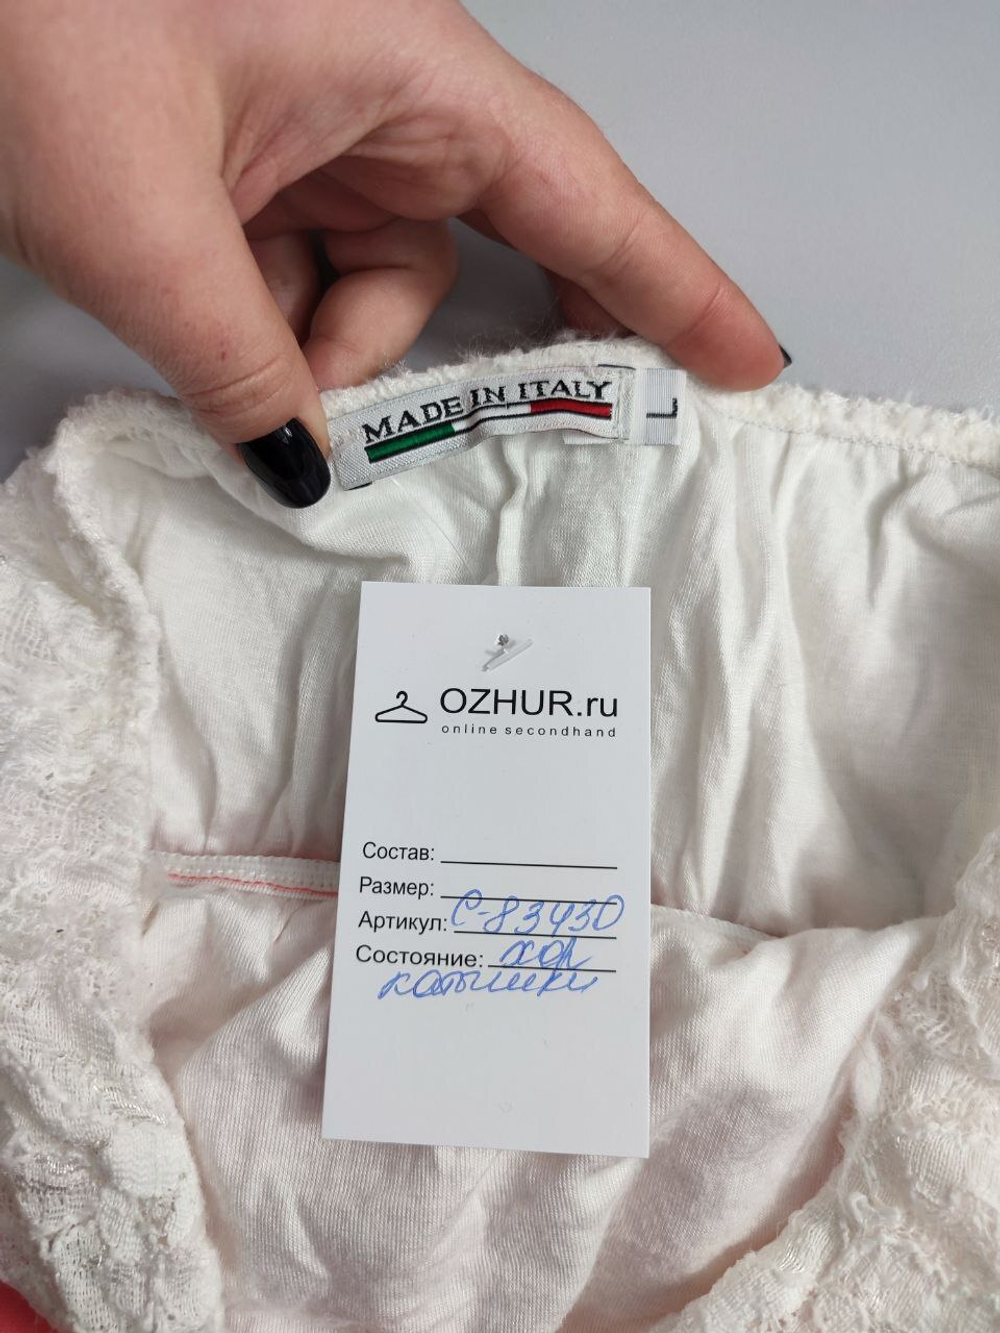 MADE IN ITALY
L
OZHUR.ru
online secondhand
Состав:
Размер:
Артикул: С-83430
Состояние: хор
катышки